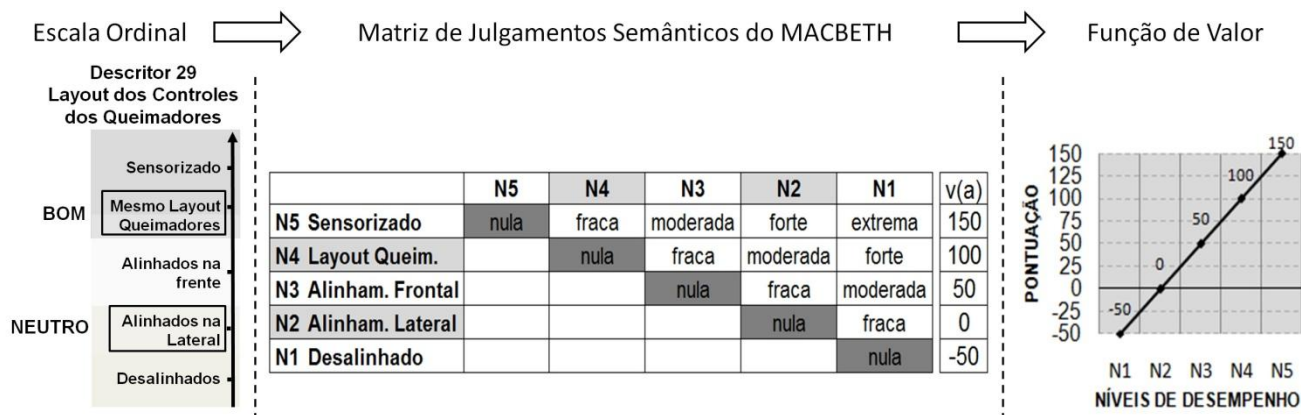 Escala Ordinal
Matriz de Julgamentos Semânticos do MACBETH
Função de Valor
Descritor 29
Layout dos Controles
dos Queimadores
Sensorizado
BOM
Mesmo Layout
Queimadores
Alinhados na
frente
NEUTRO
Alinhados na
Lateral
Desalinhados
N5 N4 N3 N2 N1 v(a)
N5 Sensorizado nula fraca moderada forte extrema 150
N4 Layout Queim. nula fraca moderada forte 100
N3 Alinham. Frontal nula fraca moderada 50
N2 Alinham. Lateral nula fraca 0
N1 Desalinhado nula -50
PONTUAÇÃO
150
125
100
75
50
25
0
-25
-50
-50
0
50
100
150
N1 N2 N3 N4 N5
NÍVEIS DE DESEMPENHO